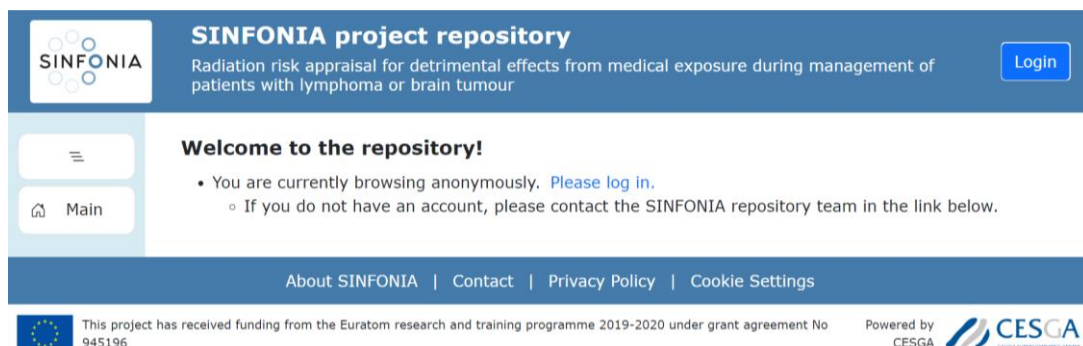 SINFONIA
SINFONIA project repository
Radiation risk appraisal for detrimental effects from medical exposure during management of
patients with lymphoma or brain tumour
Login
Main
Welcome to the repository!
• You are currently browsing anonymously. Please log in.
◦ If you do not have an account, please contact the SINFONIA repository team in the link below.
About SINFONIA | Contact | Privacy Policy | Cookie Settings
This project has received funding from the Euratom research and training programme 2019-2020 under grant agreement No
945196
Powered by
CESGA
CESGA